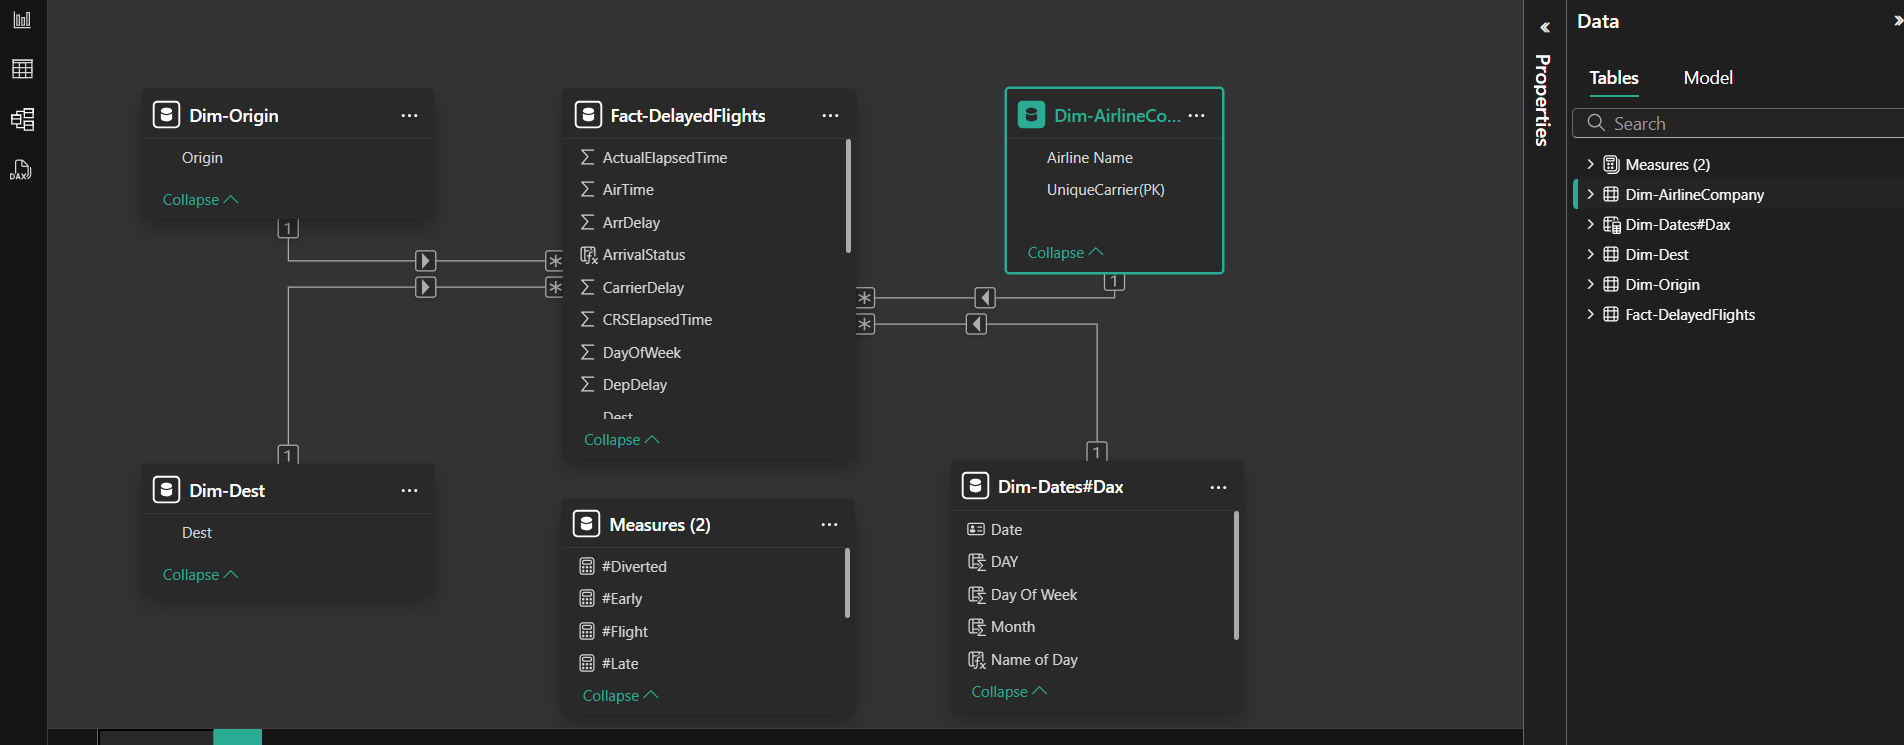 Dim-Origin
Origin
Collapse
1
Fact-DelayedFlights
ActualElapsedTime
AirTime
ArrDelay
ArrivalStatus
CarrierDelay
CRSElapsedTime
DayOfWeek
DepDelay
Dest
Collapse
*
*
Dim-AirlineCo...
Airline Name
UniqueCarrier(PK)
Collapse
1
*
*
1
Dim-Dest
Dest
Collapse
Measures (2)
#Diverted
#Early
#Flight
#Late
Collapse
1
Dim-Dates#Dax
Date
DAY
Day Of Week
Month
Name of Day
Collapse
DAX
Properties
Data
Tables Model
Search
Measures (2)
Dim-AirlineCompany
Dim-Dates#Dax
Dim-Dest
Dim-Origin
Fact-DelayedFlights